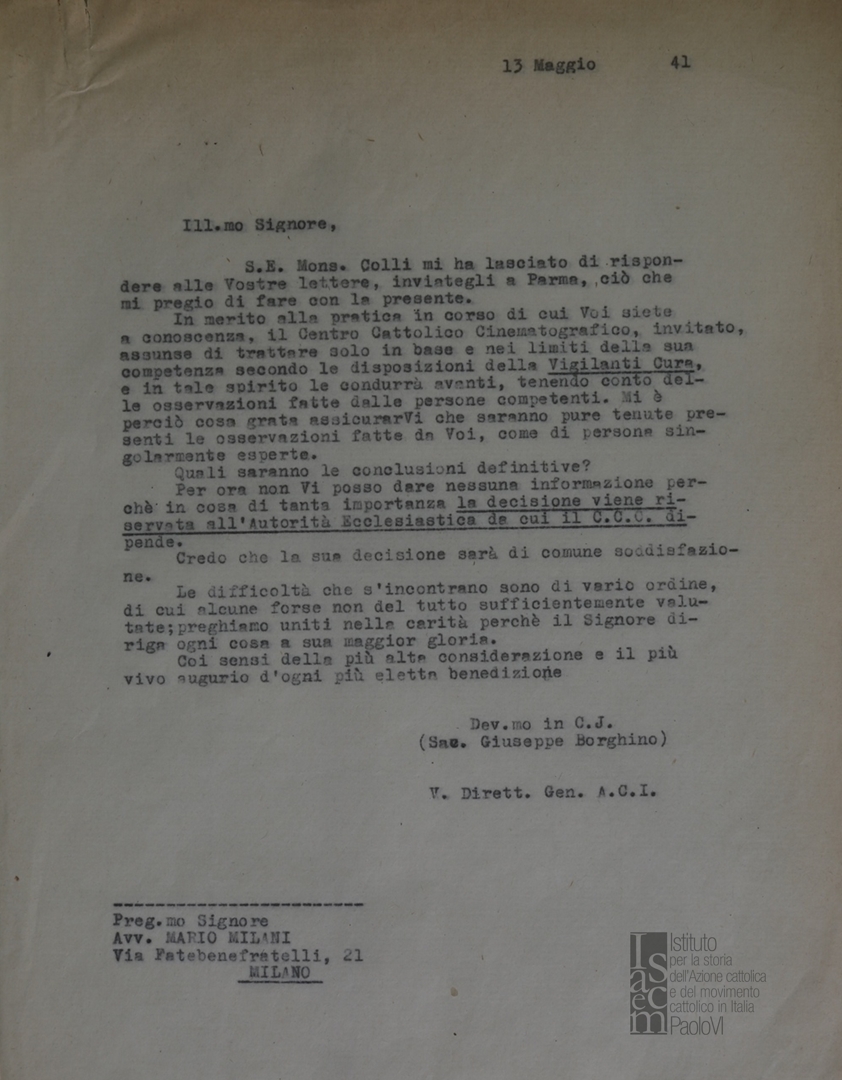 13 Maggio 41
Ill.mo Signore,
S.E. Mons. Colli mi ha lasciato di rispon-
dere alle Vostre lettere, inviategli a Parma, ciò che
mi pregio di fare con la presente.
In merito alla pratica in corso di cui Voi siete
a conoscenza, il Centro Cattolico Cinematografico, invitato,
assunse di trattare solo in base e nei limiti della sua
competenza secondo le disposizioni della Vigilanti Cura,
e in tale spirito le condurrà avanti, tenendo conto del-
le osservazioni fatte dalle persone competenti. Mi è
perciò cosa grata assicurarVi che saranno pure tenute pre-
senti le osservazioni fatte da Voi, come di persona sin-
golarmente esperte.
Quali saranno le conclusioni definitive?
Per ora non Vi posso dare nessuna informazione per-
chè in cosa di tanta importanza la decisione viene ri-
servata all'Autorità Ecclesiastica da cui il C.C.C. di-
pende.
Credo che la sua decisione sarà di comune soddisfazio-
ne.
Le difficoltà che s'incontrano sono di vario ordine,
di cui alcune forse non del tutto sufficientemente valu-
tate; preghiamo uniti nella carità perchè il Signore di-
riga ogni cosa a sua maggior gloria.
Coi sensi della più alta considerazione e il più
vivo augurio d'ogni più eletta benedizione
Dev.mo in C.J.
(Sac. Giuseppe Borghino)
V. Dirett. Gen. A.C.I.
Preg.mo Signore
Avv. MARIO MILANI
Via Fatebenefratelli, 21
MILANO
Isacem
Istituto
per la storia
dell'Azione cattolica
e del movimento
cattolico in Italia
PaoloVI